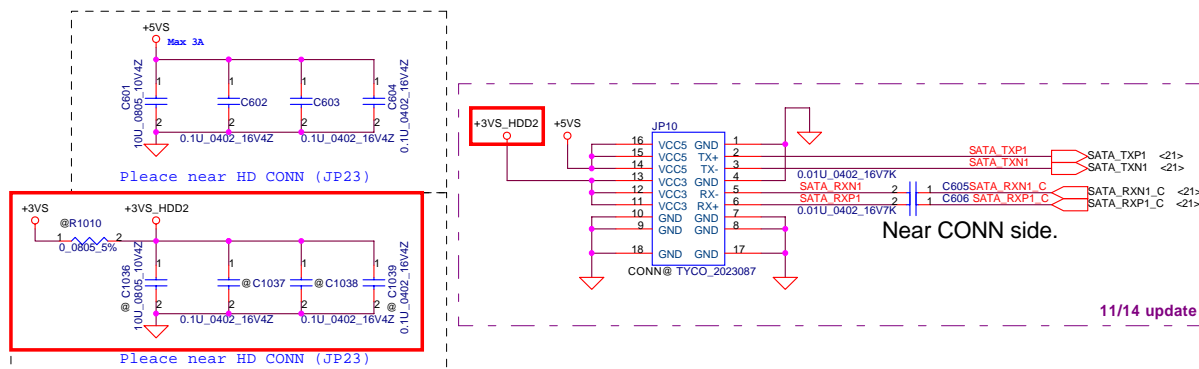 +5VS
Max 3A
1 1 1 1
C601
10U_0805_10V4Z
C602
C603
C604
0.1U_0402_16V4Z
2 2 2 2
0.1U_0402_16V4Z 0.1U_0402_16V4Z
Pleace near HD CONN (JP23)
+3VS
+3VS_HDD2
@R1010
1 2
0_0805_5%
1 1 1 1
@ C1036
10U_0805_10V4Z
@ C1037
@ C1038
@ C1039
0.1U_0402_16V4Z
2 2 2 2
0.1U_0402_16V4Z 0.1U_0402_16V4Z
Pleace near HD CONN (JP23)
+3VS_HDD2
+5VS
JP10
16 VCC5 GND 1
15 VCC5 TX+ 2 SATA_TXP1 SATA_TXP1 <21>
14 VCC5 TX- 3 SATA_TXN1 SATA_TXN1 <21>
13 VCC3 GND 4 0.01U_0402_16V7K
12 VCC3 RX- 5 SATA_RXN1 2 1 C605 SATA_RXN1_C SATA_RXN1_C <21>
11 VCC3 RX+ 6 SATA_RXP1 2 1 C606 SATA_RXP1_C SATA_RXP1_C <21>
10 GND GND 7 0.01U_0402_16V7K
9 GND GND 8
Near CONN side.
18 GND GND 17
CONN@ TYCO_2023087
11/14 update